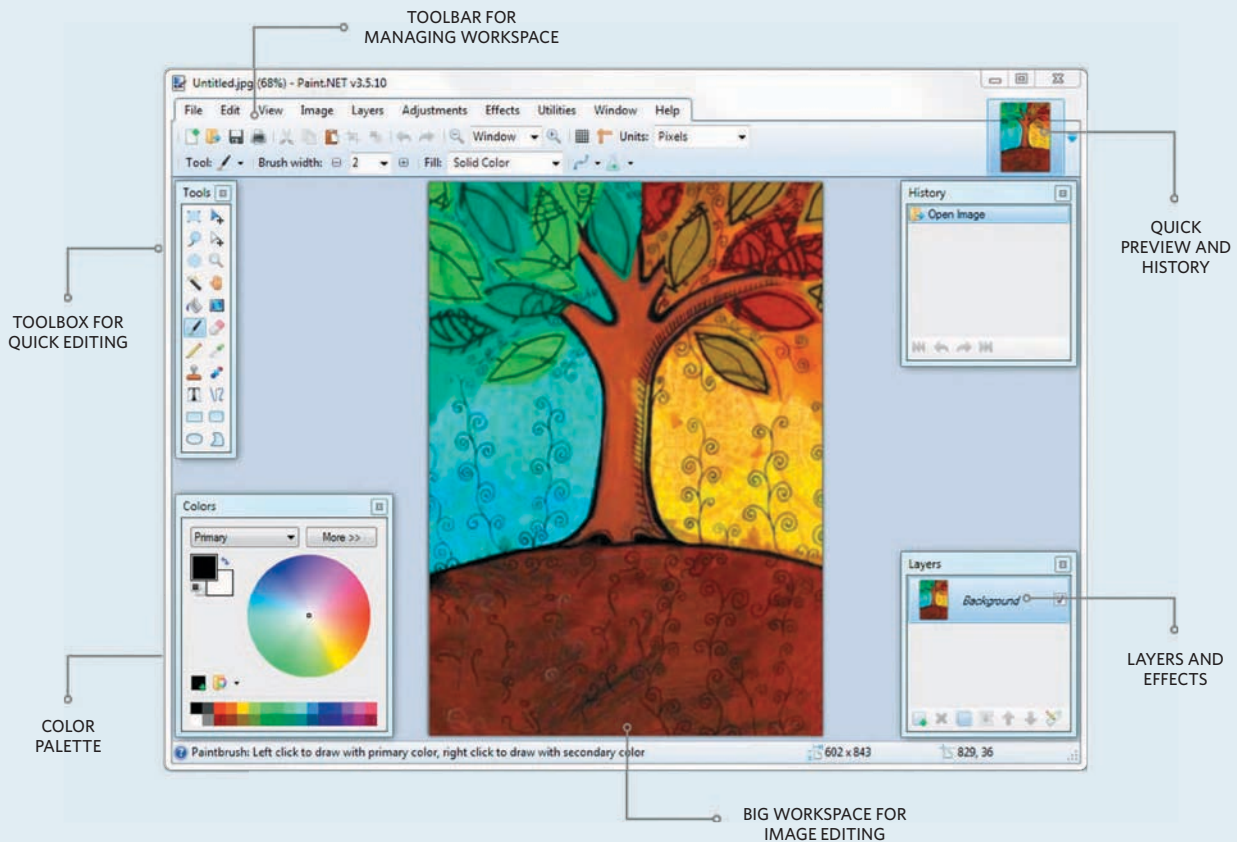 TOOLBAR FOR
MANAGING WORKSPACE
Untitled.jpg (68%) - Paint.NET v3.5.10
File Edit View Image Layers Adjustments Effects Utilities Window Help
Window Units: Pixels
Tool: Brush width: 2 Fill: Solid Color
Tools
History
Open Image
QUICK
PREVIEW AND
HISTORY
TOOLBOX FOR
QUICK EDITING
Colors
Primary More >>
Layers
Background
LAYERS AND
EFFECTS
COLOR
PALETTE
Paintbrush: Left click to draw with primary color, right click to draw with secondary color 602 x 843 829, 36
BIG WORKSPACE FOR
IMAGE EDITING